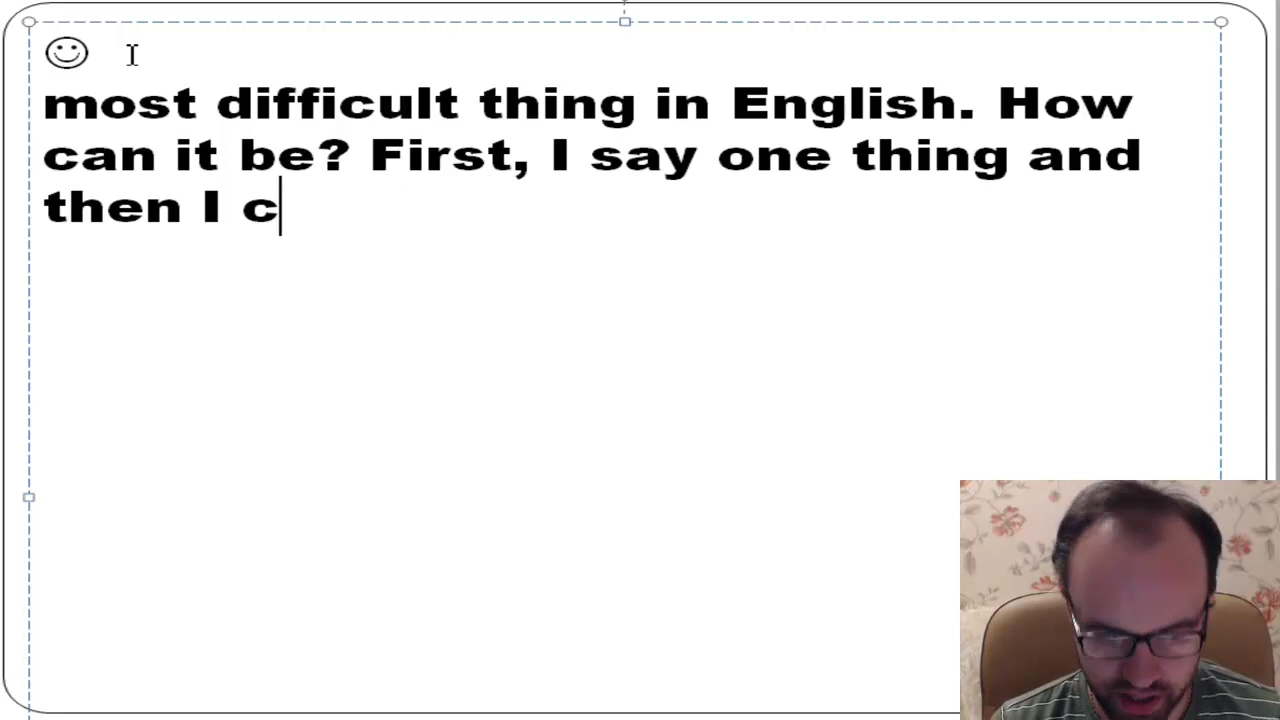 most difficult thing in English. How
can it be? First, I say one thing and
then I c